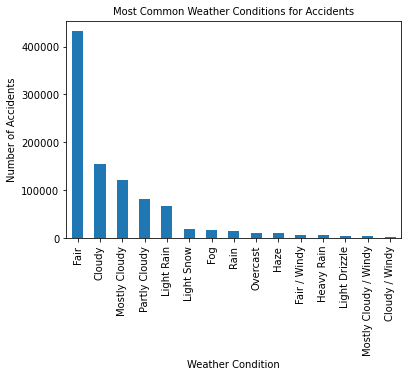 Most Common Weather Conditions for Accidents
Number of Accidents
400000
300000
200000
100000
0
Fair
Cloudy
Mostly Cloudy
Partly Cloudy
Light Rain
Light Snow
Fog
Rain
Overcast
Haze
Fair / Windy
Heavy Rain
Light Drizzle
Mostly Cloudy / Windy
Cloudy / Windy
Weather Condition